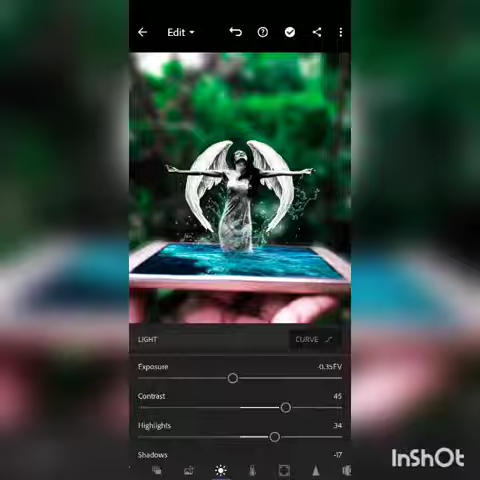 Edit
LIGHT
CURVE
Exposure
-0.35EV
Contrast
45
Highlights
34
Shadows
-17
InShOt